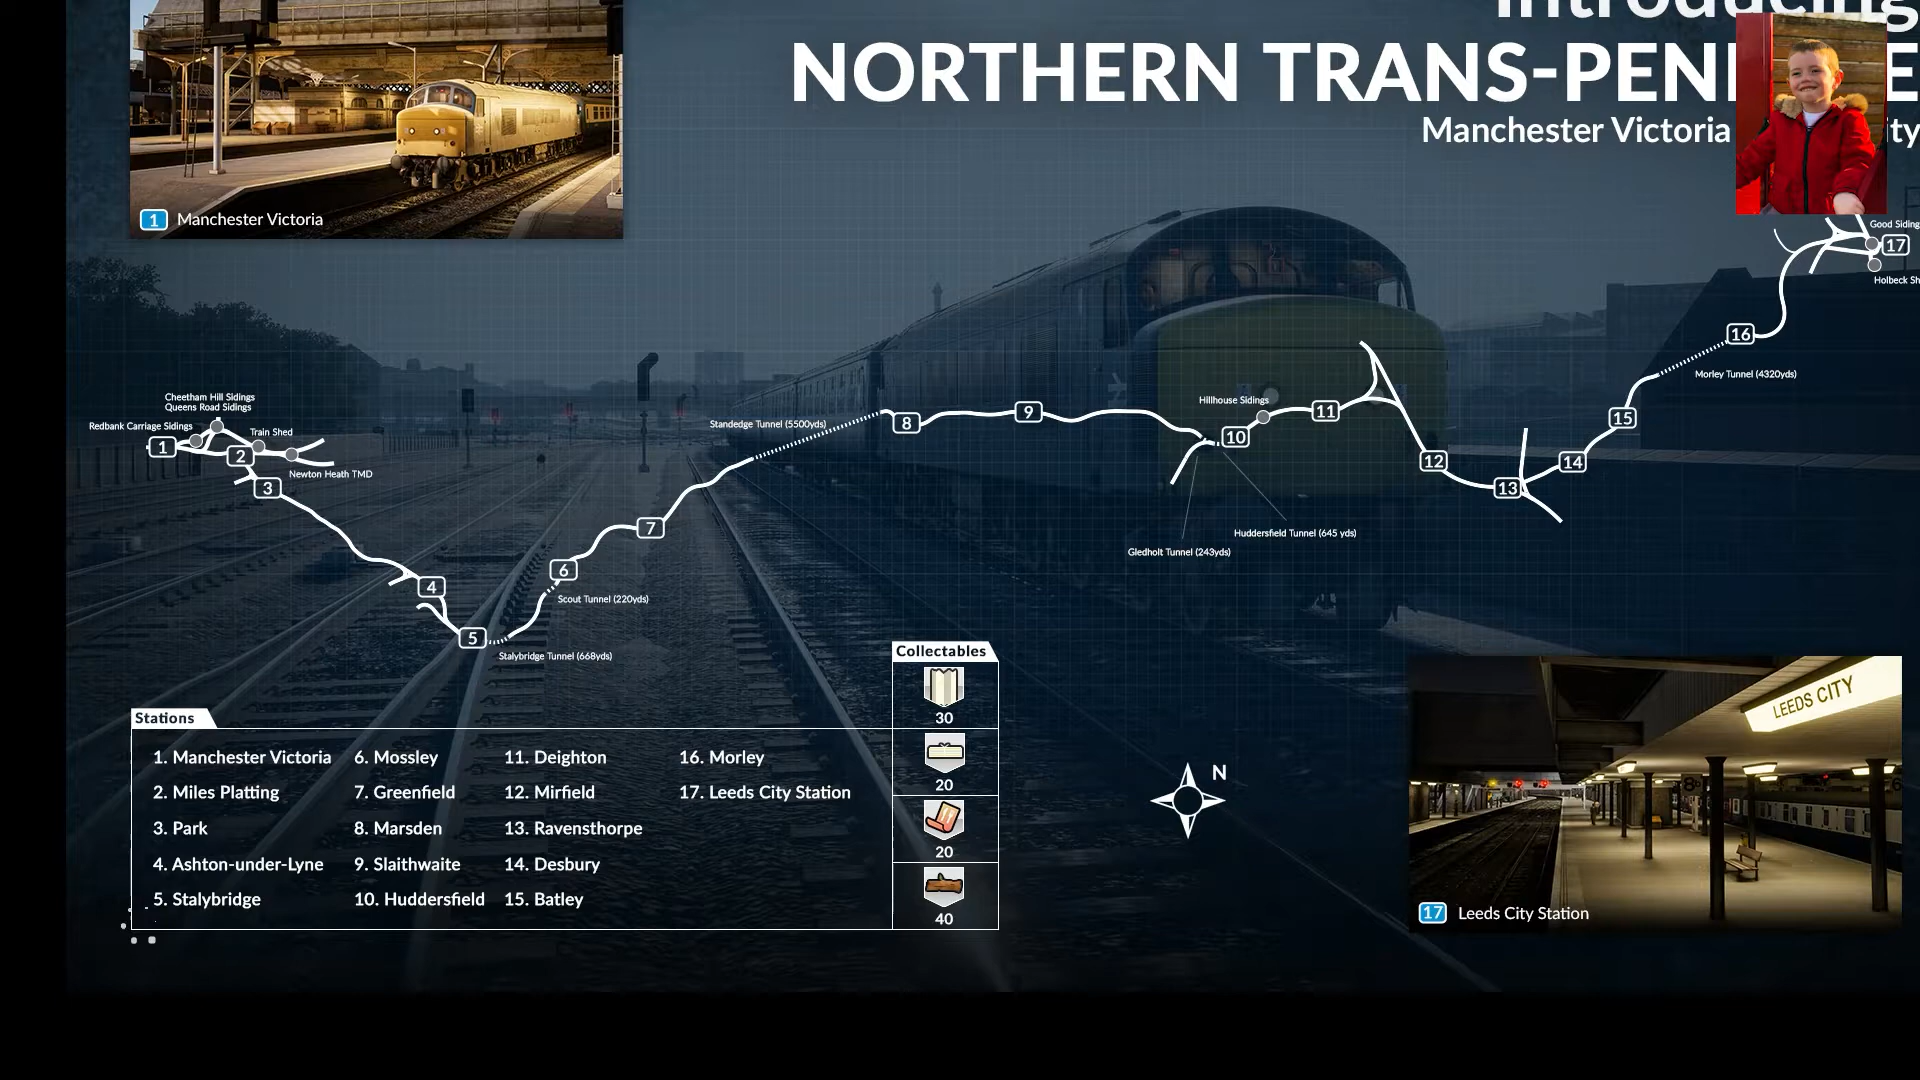 Introducing
NORTHERN TRANS-PEN
E
Manchester Victoria
ity
1 Manchester Victoria
Good Siding
17
Holbeck Sh
16
Morley Tunnel (4320yds)
Cheetham Hill Sidings
Queens Road Sidings
Redbank Carriage Sidings
Train Shed
1
2
Newton Heath TMD
3
Standedge Tunnel (5500yds)
8
9
Hillhouse Sidings
10
11
12
13
14
15
Huddersfield Tunnel (645 yds)
Gledholt Tunnel (243yds)
7
6
Scout Tunnel (220yds)
4
5
Stalybridge Tunnel (668yds)
Collectables
30
20
20
40
Stations
1. Manchester Victoria
2. Miles Platting
3. Park
4. Ashton-under-Lyne
5. Stalybridge
6. Mossley
7. Greenfield
8. Marsden
9. Slaithwaite
10. Huddersfield
11. Deighton
12. Mirfield
13. Ravensthorpe
14. Desbury
15. Batley
16. Morley
17. Leeds City Station
N
LEEDS CITY
17 Leeds City Station